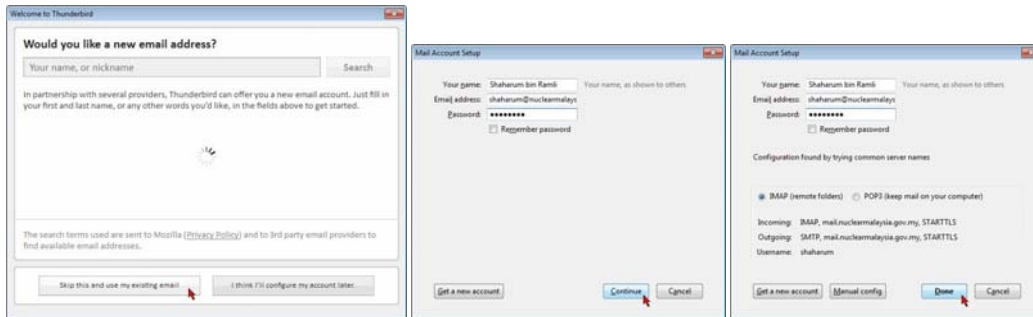 Welcome to Thunderbird
Would you like a new email address?
Your name, or nickname
Search
In partnership with several providers, Thunderbird can offer you a new email account. Just fill in
your first and last name, or any other words you'd like, in the fields above to get started.
The search terms used are sent to Mozilla (Privacy Policy) and to 3rd party email providers to
find available email addresses.
Skip this and use my existing email
I think I'll configure my account later.
Mail Account Setup
Your name: Shaharum bin Ramli Your name, as shown to others
Email address: shaharum@nuclearmalays
Password: ••••••••
Remember password
Get a new account Continue Cancel
Mail Account Setup
Your name: Shaharum bin Ramli Your name, as shown to others
Email address: shaharum@nuclearmalays
Password: ••••••••
Remember password
Configuration found by trying common server names
IMAP (remote folders) POP3 (keep mail on your computer)
Incoming: IMAP, mail.nuclearmalaysia.gov.my, STARTTLS
Outgoing: SMTP, mail.nuclearmalaysia.gov.my, STARTTLS
Username: shaharum
Get a new account Manual config Done Cancel